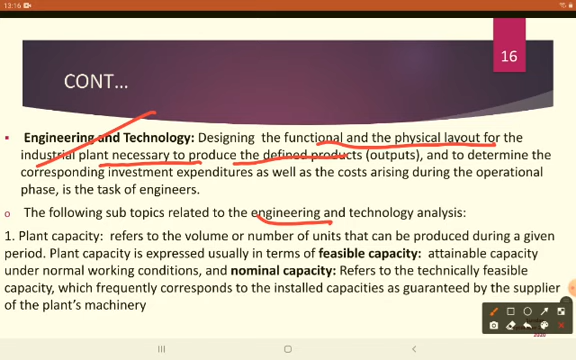 13:16
16
CONT…
▪ Engineering and Technology: Designing the functional and the physical layout for the
industrial plant necessary to produce the defined products (outputs), and to determine the
corresponding investment expenditures as well as the costs arising during the operational
phase, is the task of engineers.
o The following sub topics related to the engineering and technology analysis:
1. Plant capacity: refers to the volume or number of units that can be produced during a given
period. Plant capacity is expressed usually in terms of feasible capacity: attainable capacity
under normal working conditions, and nominal capacity: Refers to the technically feasible
capacity, which frequently corresponds to the installed capacities as guaranteed by the supplier
of the plant's machinery
2020